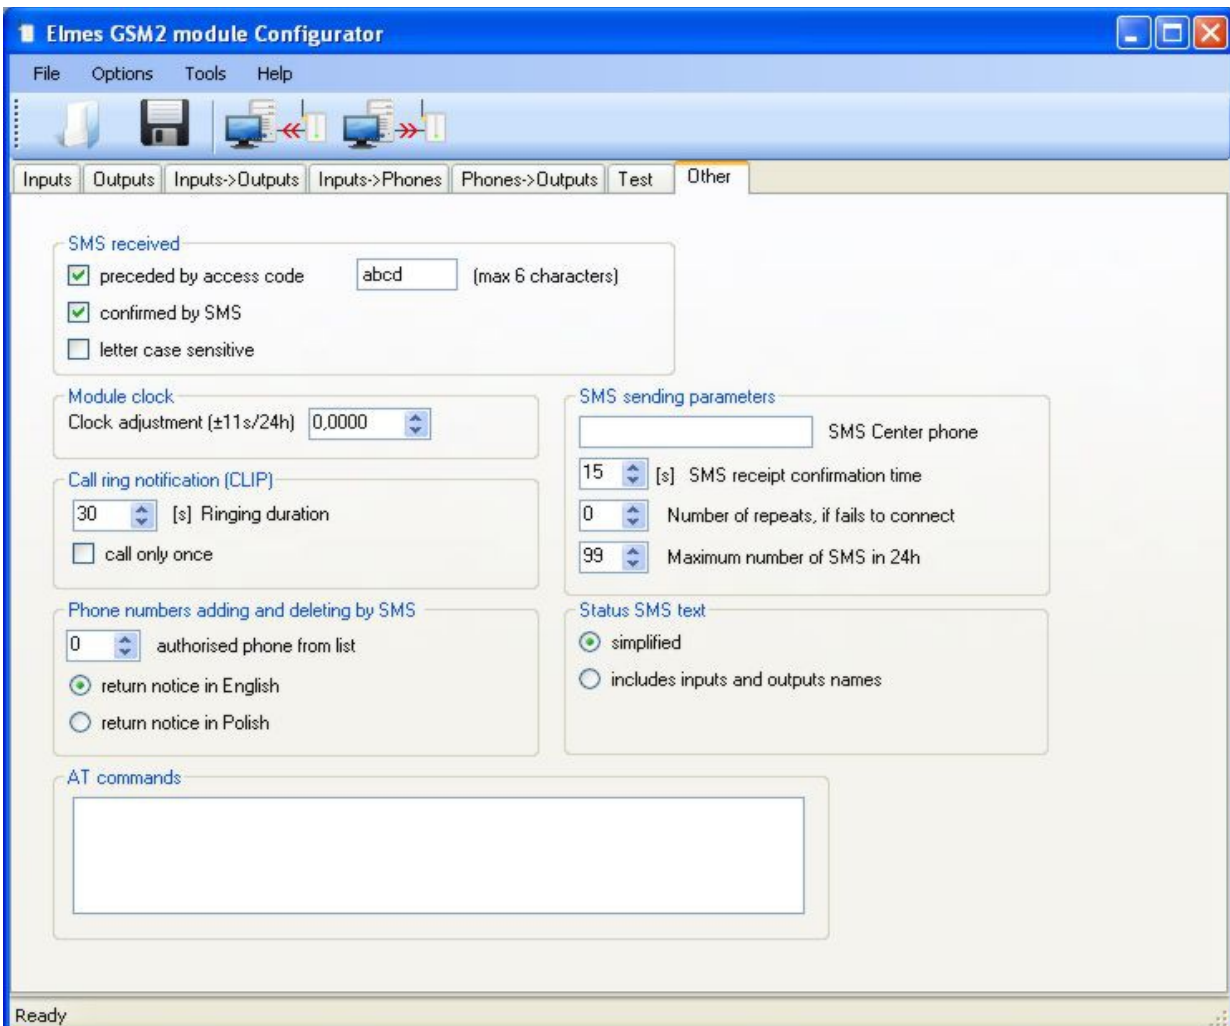 Elmes GSM2 module Configurator
File Options Tools Help
Inputs Outputs Inputs->Outputs Inputs->Phones Phones->Outputs Test Other
SMS received
preceded by access code abcd (max 6 characters)
confirmed by SMS
letter case sensitive
Module clock
Clock adjustment (±11s/24h) 0,0000
Call ring notification (CLIP)
30 [s] Ringing duration
call only once
SMS sending parameters
SMS Center phone
15 [s] SMS receipt confirmation time
0 Number of repeats, if fails to connect
99 Maximum number of SMS in 24h
Phone numbers adding and deleting by SMS
0 authorised phone from list
return notice in English
return notice in Polish
Status SMS text
simplified
includes inputs and outputs names
AT commands
Ready